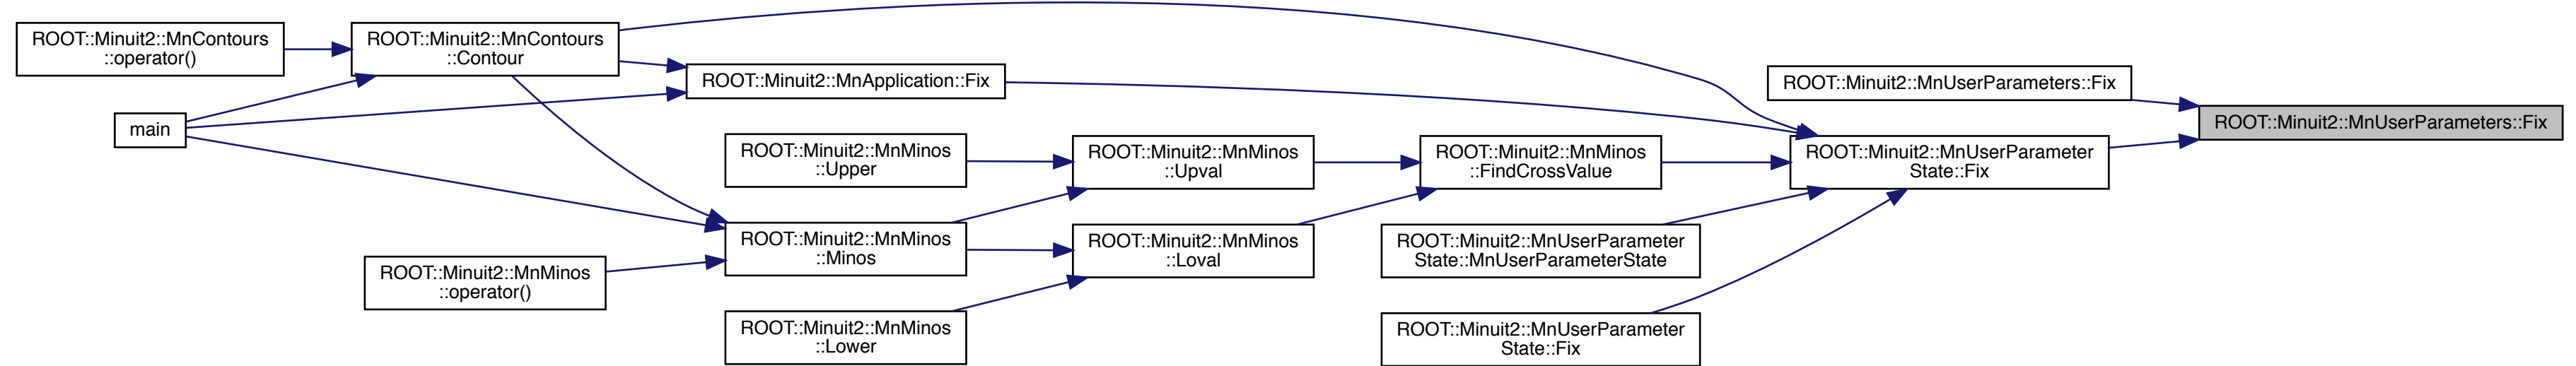 ROOT::Minuit2::MnContours
::operator()
ROOT::Minuit2::MnContours
::Contour
main
ROOT::Minuit2::MnApplication::Fix
ROOT::Minuit2::MnUserParameters::Fix
ROOT::Minuit2::MnUserParameters::Fix
ROOT::Minuit2::MnMinos
::Upper
ROOT::Minuit2::MnMinos
::Upval
ROOT::Minuit2::MnMinos
::FindCrossValue
ROOT::Minuit2::MnUserParameter
State::Fix
ROOT::Minuit2::MnMinos
::Minos
ROOT::Minuit2::MnMinos
::Loval
ROOT::Minuit2::MnUserParameter
State::MnUserParameterState
ROOT::Minuit2::MnMinos
::operator()
ROOT::Minuit2::MnMinos
::Lower
ROOT::Minuit2::MnUserParameter
State::Fix